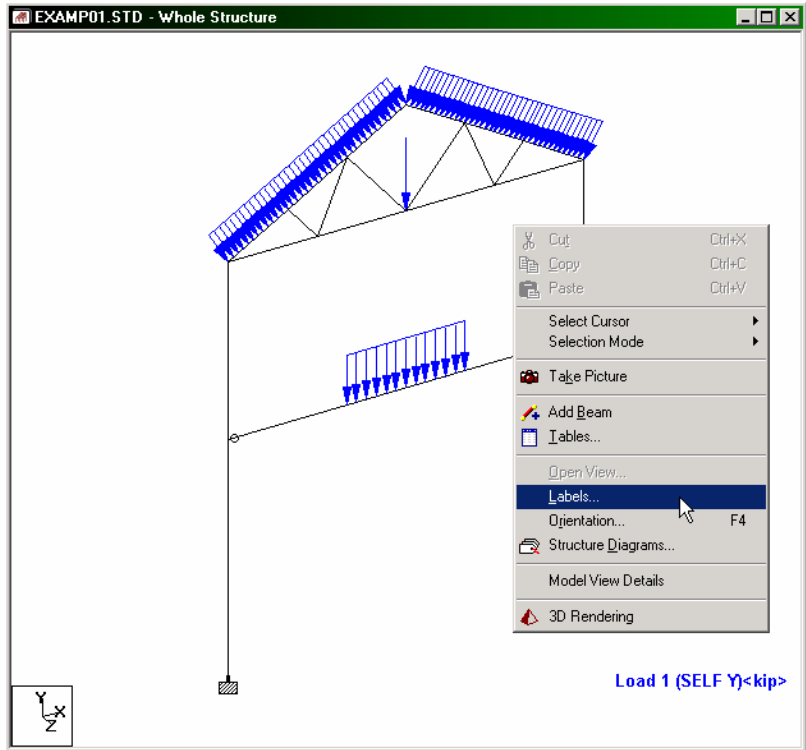 EXAMP01.STD - Whole Structure
Cut Ctrl+X
Copy Ctrl+C
Paste Ctrl+V
Select Cursor
Selection Mode
Take Picture
Add Beam
Tables...
Open View...
Labels...
Orientation... F4
Structure Diagrams...
Model View Details
3D Rendering
Load 1 (SELF Y)<kip>
Y
X
Z